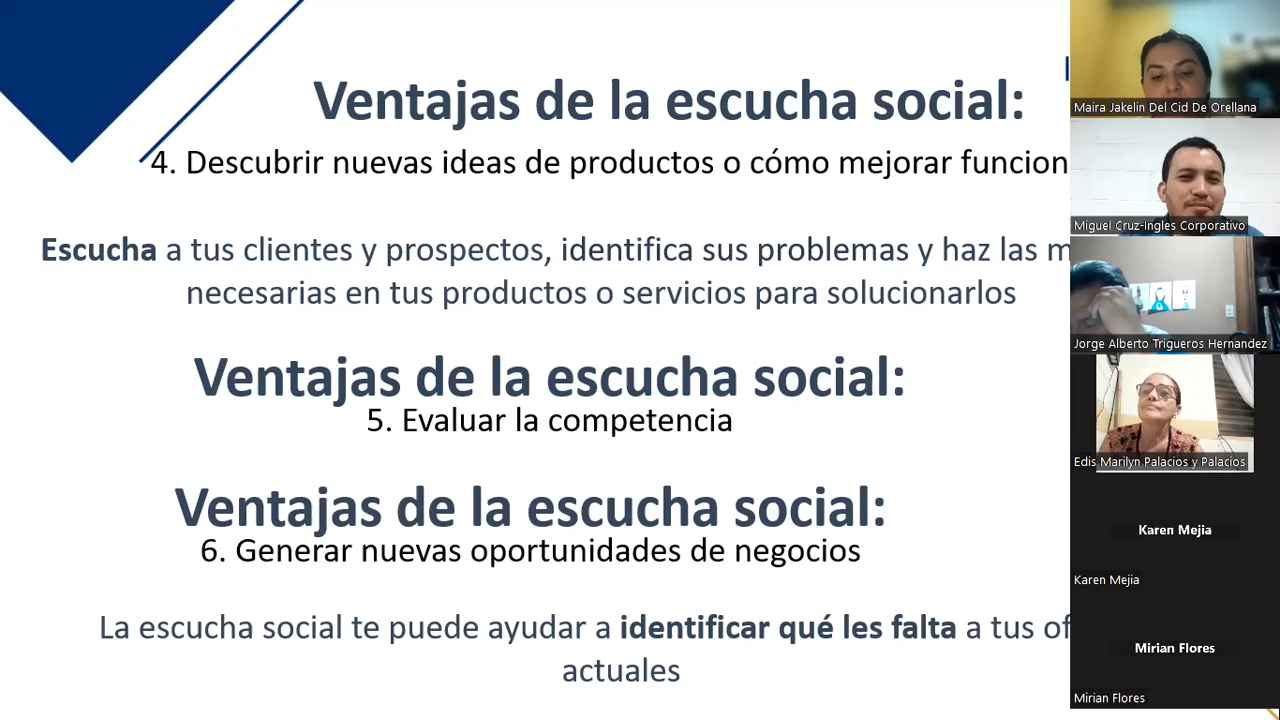 Ventajas de la escucha social:
4. Descubrir nuevas ideas de productos o cómo mejorar funcion
Escucha a tus clientes y prospectos, identifica sus problemas y haz las m
necesarias en tus productos o servicios para solucionarlos
Ventajas de la escucha social:
5. Evaluar la competencia
Ventajas de la escucha social:
6. Generar nuevas oportunidades de negocios
La escucha social te puede ayudar a identificar qué les falta a tus of
actuales
Maira Jakelin Del Cid De Orellana
Miguel Cruz-Ingles Corporativo
Jorge Alberto Trigueros Hernandez
Edis Marilyn Palacios y Palacios
Karen Mejia
Karen Mejia
Mirian Flores
Mirian Flores